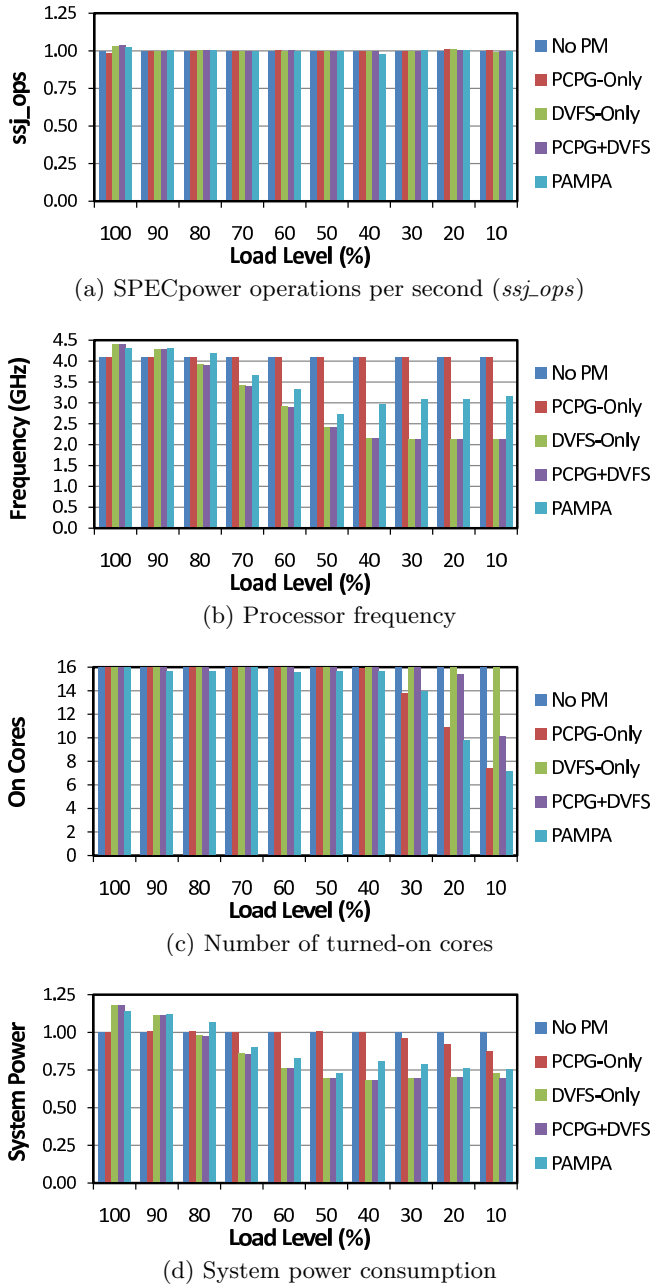 1.25
1.00
0.75
0.50
0.25
0.00
ssj_ops
100 90 80 70 60 50 40 30 20 10
Load Level (%)
No PM
PCPG-Only
DVFS-Only
PCPG+DVFS
PAMPA
(a) SPECpower operations per second (ssj_ops)
4.5
4.0
3.5
3.0
2.5
2.0
1.5
1.0
0.5
0.0
Frequency (GHz)
100 90 80 70 60 50 40 30 20 10
Load Level (%)
No PM
PCPG-Only
DVFS-Only
PCPG+DVFS
PAMPA
(b) Processor frequency
16
14
12
10
8
6
4
2
0
On Cores
100 90 80 70 60 50 40 30 20 10
Load Level (%)
No PM
PCPG-Only
DVFS-Only
PCPG+DVFS
PAMPA
(c) Number of turned-on cores
1.25
1.00
0.75
0.50
0.25
0.00
System Power
100 90 80 70 60 50 40 30 20 10
Load Level (%)
No PM
PCPG-Only
DVFS-Only
PCPG+DVFS
PAMPA
(d) System power consumption